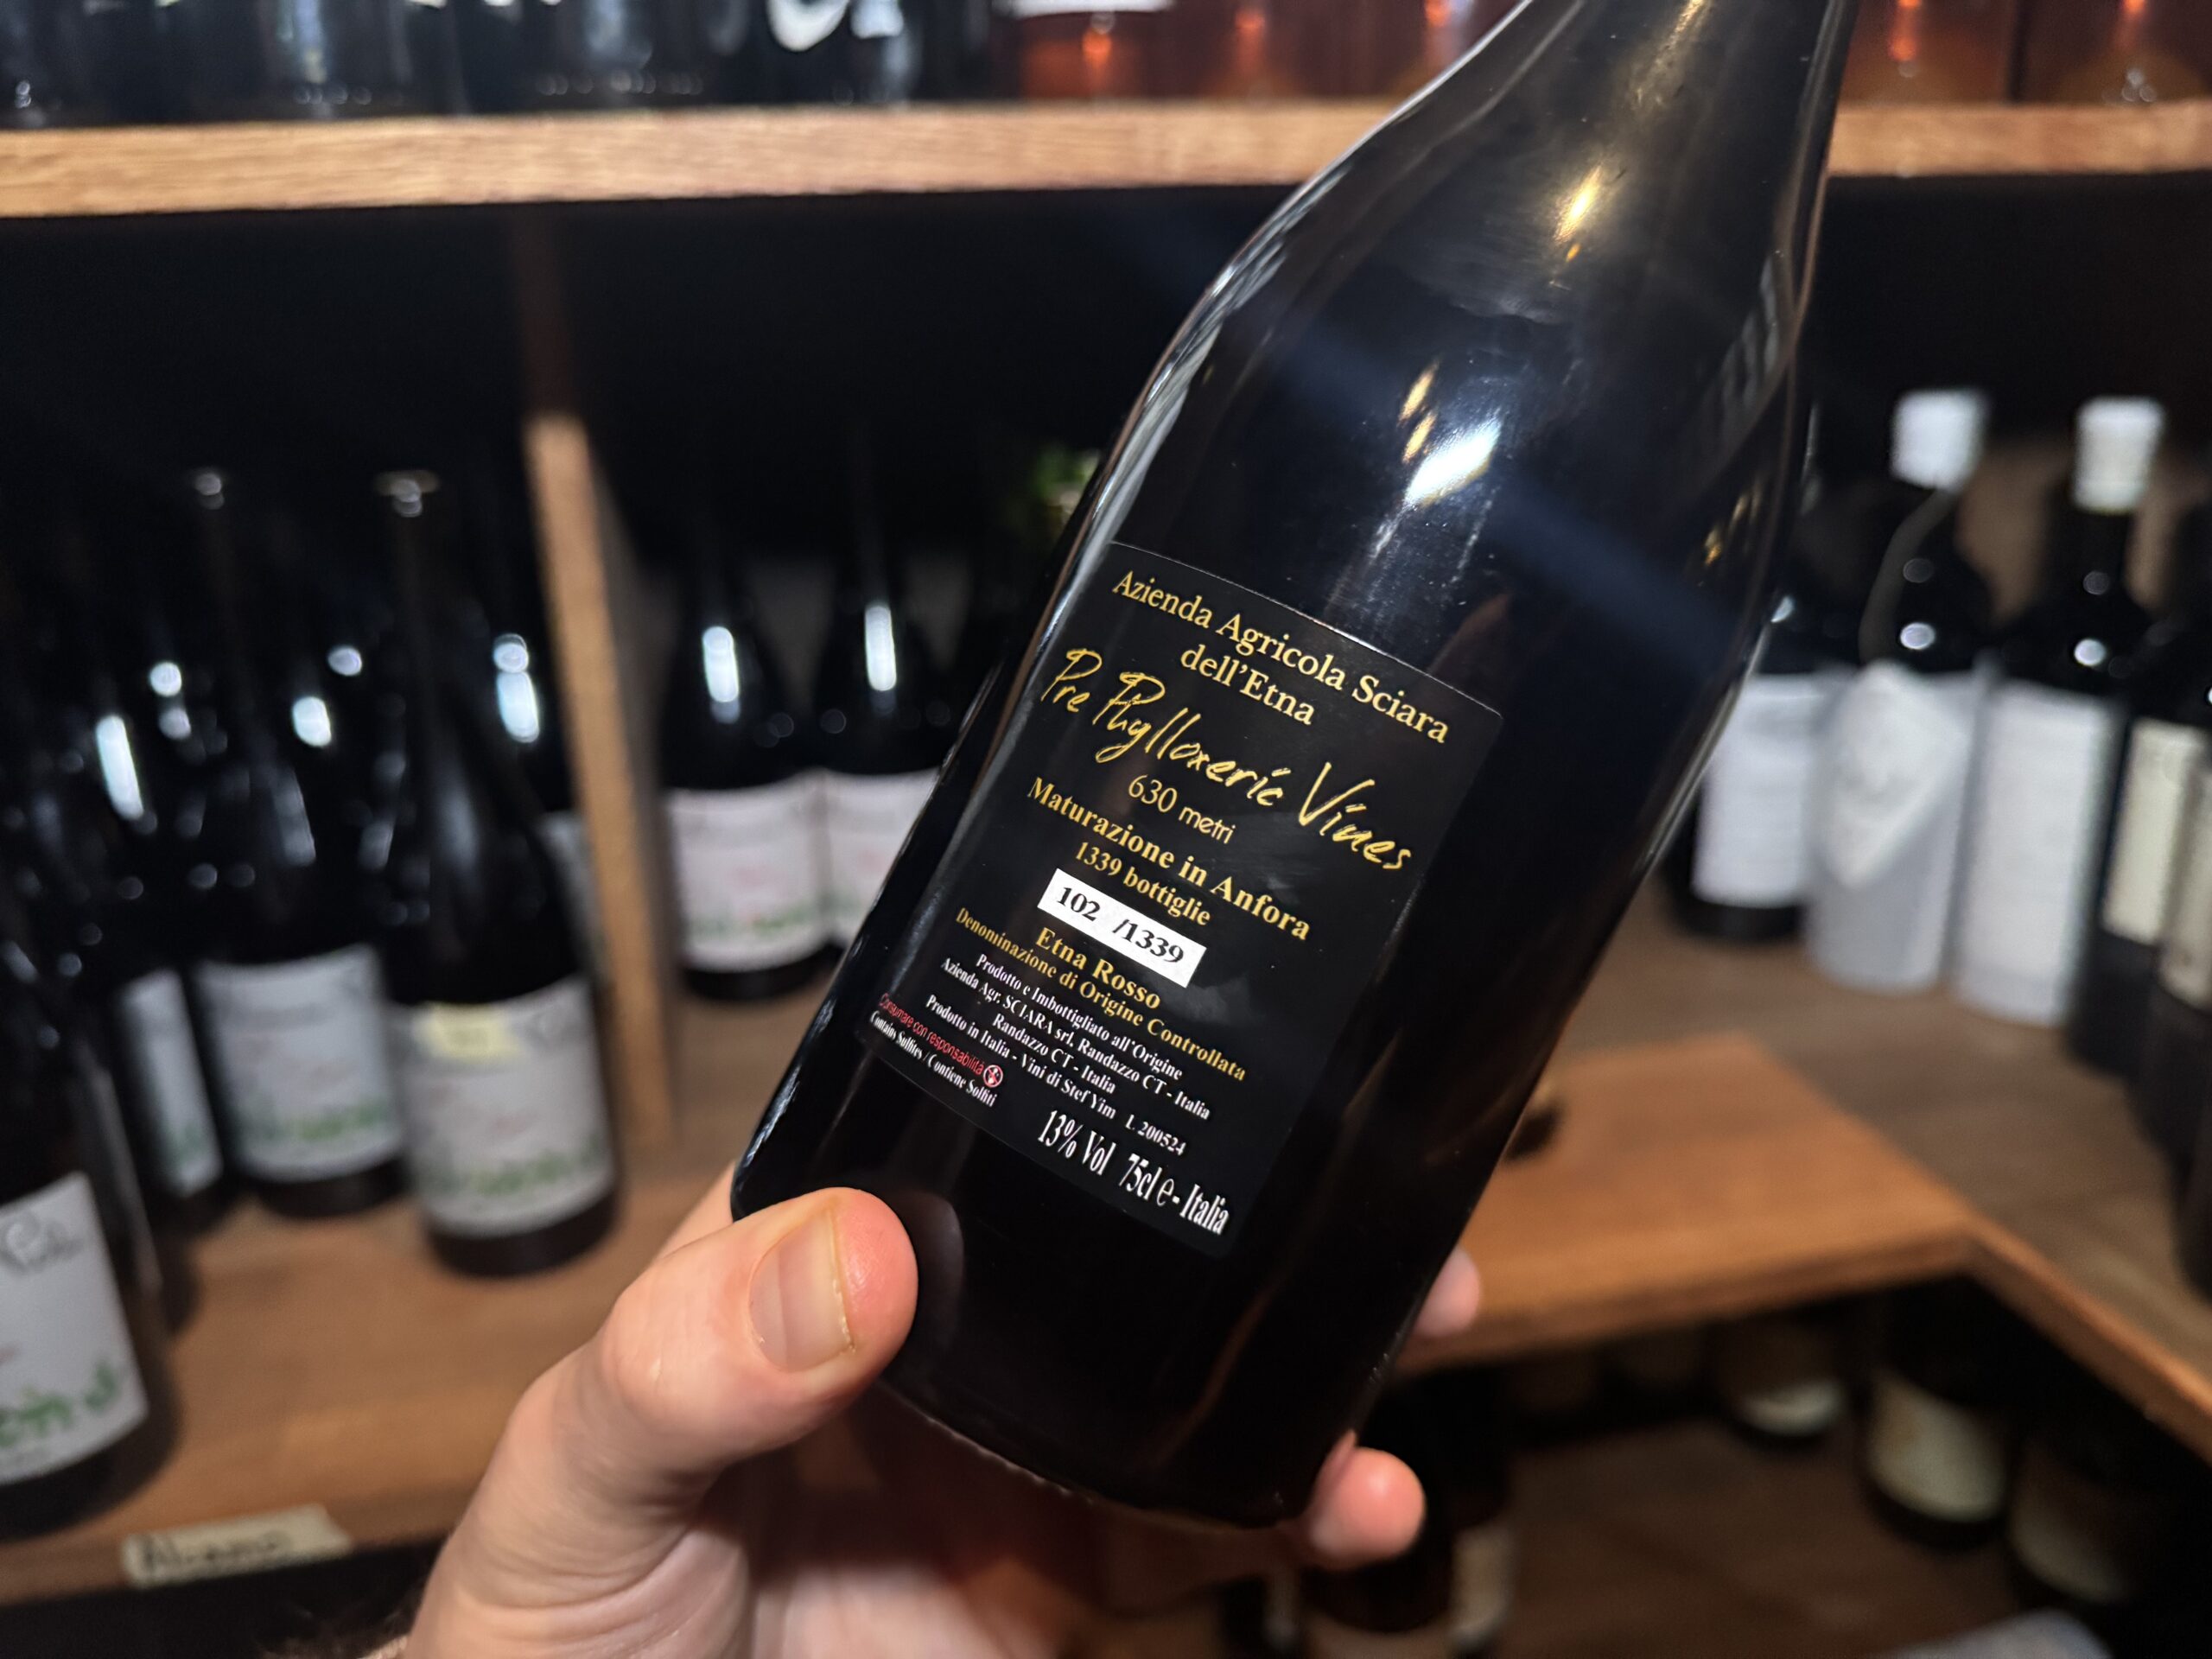 Azienda Agricola Sciara
dell'Etna
Pre Phylloxeric Vines
630 metri
Maturazione in Anfora
1339 bottiglie
102 /1339
Etna Rosso
Denominazione di Origine Controllata
Prodotto e Imbottigliato all'Origine
Azienda Agr. SCIARA srl, Randazzo CT - Italia
Randazzo CT - Italia
Prodotto in Italia - Vini di Stef Yim L 200524
Consumare con responsabilità
Contains Sulfites / Contiene Solfiti
13% Vol 75cl e - Italia